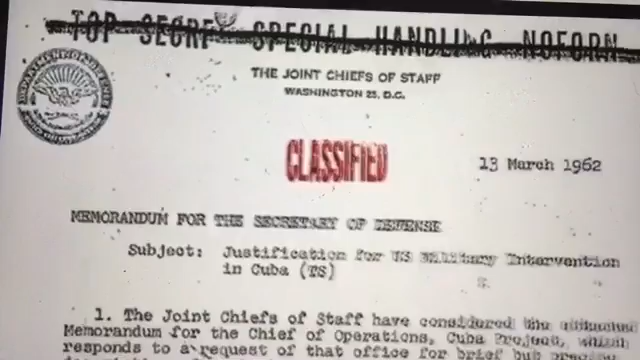 TOP SECRET SPECIAL HANDLING NOFORN
THE JOINT CHIEFS OF STAFF
WASHINGTON 25, D.C.
CLASSIFIED
13 March 1962
MEMORANDUM FOR THE SECRETARY OF DEFENSE
Subject: Justification for US Military Intervention
in Cuba (TS)
1. The Joint Chiefs of Staff have considered the attached
Memorandum for the Chief of Operations, Cuba Project, which
responds to a request of that office for brief but precise